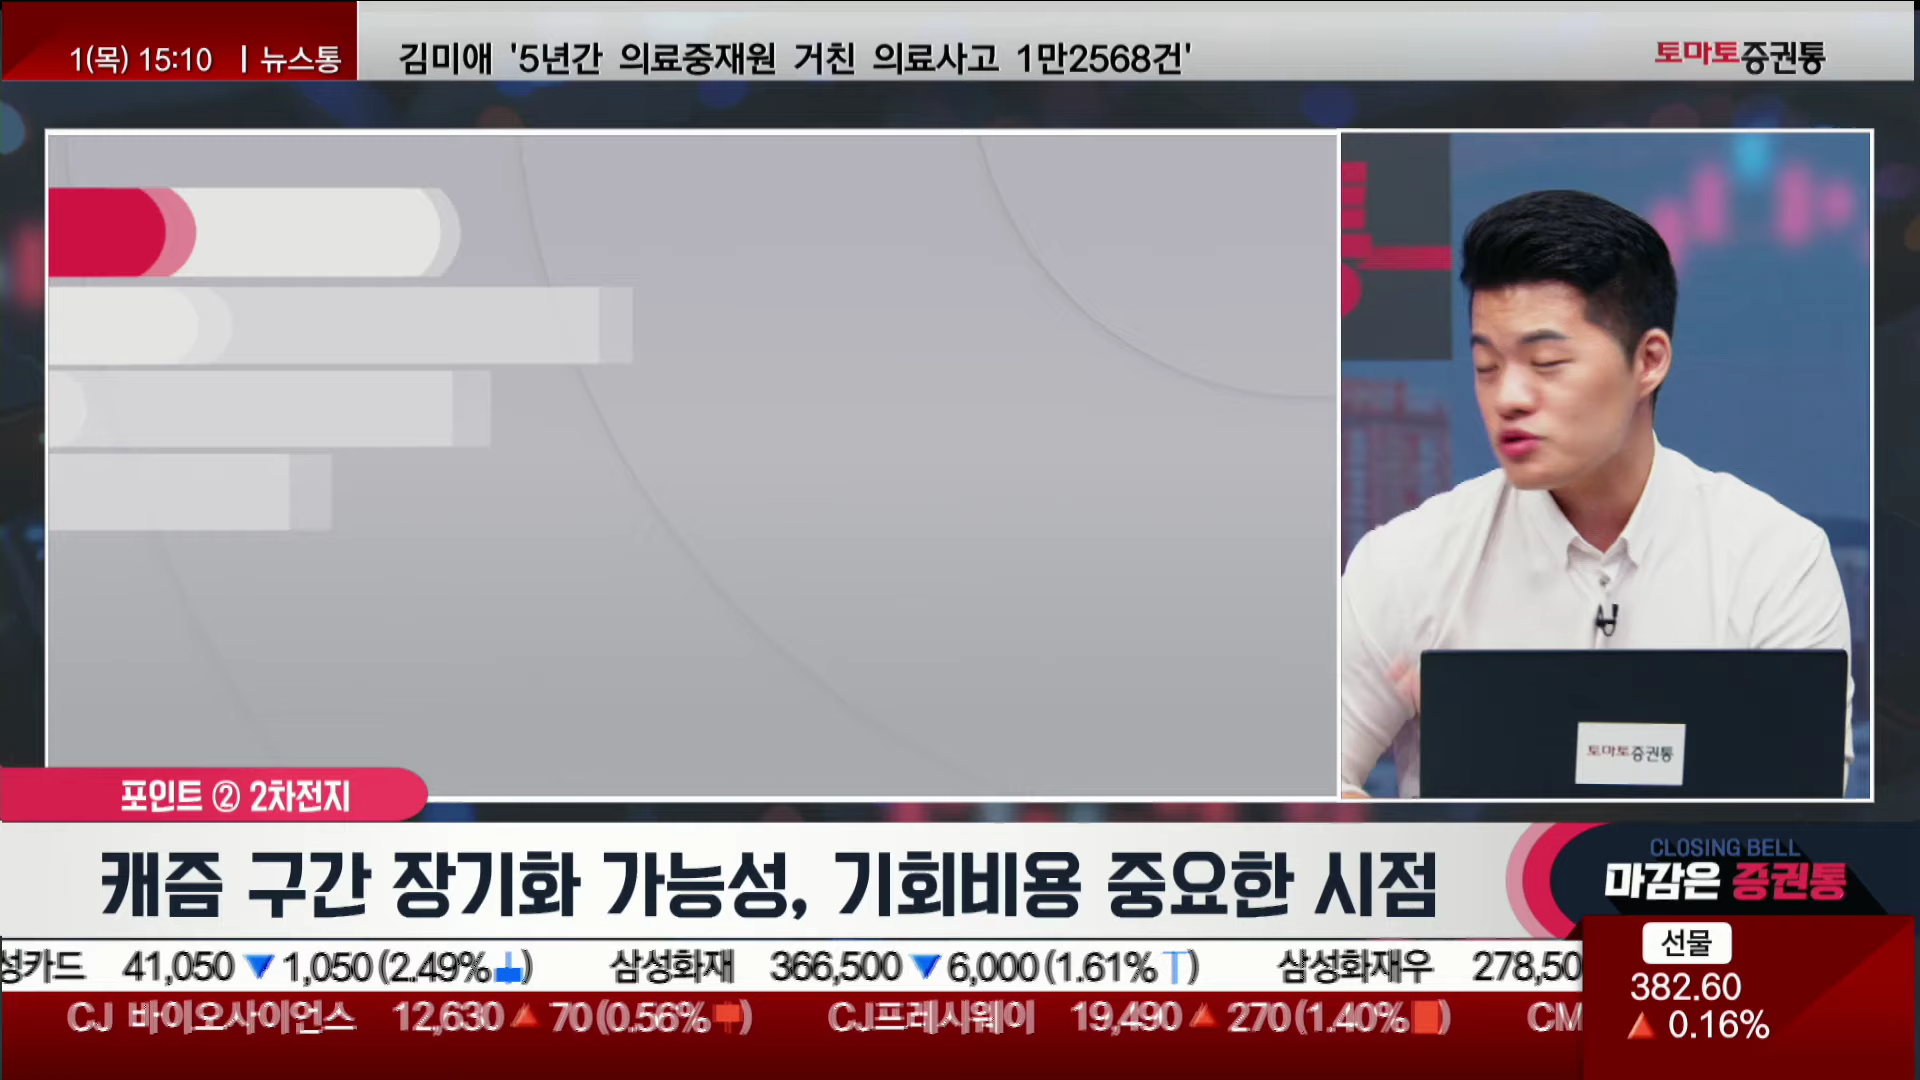 1(목) 15:10 | 뉴스통
김미애 '5년간 의료중재원 거친 의료사고 1만2568건'
토마토증권통
통
토마토증권통
포인트 ② 2차전지
캐즘 구간 장기화 가능성, 기회비용 중요한 시점
CLOSING BELL
마감은 증권통
성카드 41,050 ▼ 1,050 (2.49%) 삼성화재 366,500 ▼ 6,000 (1.61%) 삼성화재우 278,50
CJ 바이오사이언스 12,630 ▲ 70 (0.56%) CJ프레시웨이 19,490 ▲ 270 (1.40%) CM
선물
382.60
▲ 0.16%